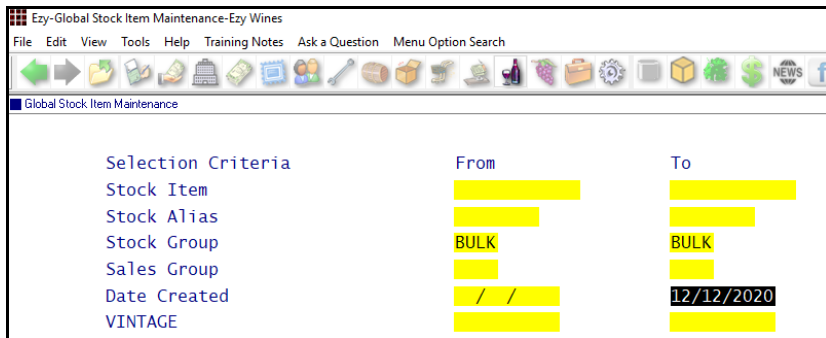 Ezy-Global Stock Item Maintenance-Ezy Wines
File Edit View Tools Help Training Notes Ask a Question Menu Option Search
NEWS f
Global Stock Item Maintenance
Selection Criteria From To
Stock Item
Stock Alias
Stock Group BULK BULK
Sales Group
Date Created / / 12/12/2020
VINTAGE